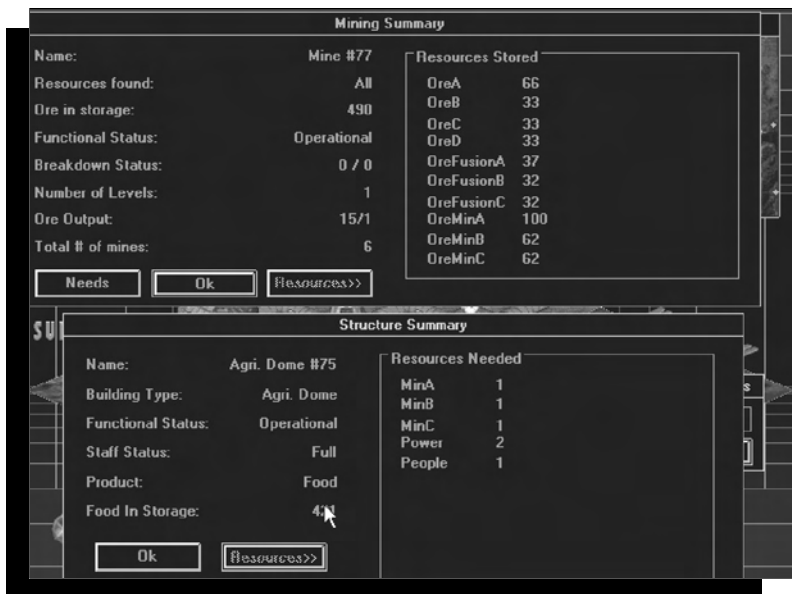 Mining Summary
Name: Mine #77
Resources found: All
Ore in storage: 490
Functional Status: Operational
Breakdown Status: 0 / 0
Number of Levels: 1
Ore Output: 15/1
Total # of mines: 6
Needs Ok Resources>>
Resources Stored
OreA 66
OreB 33
OreC 33
OreD 33
OreFusionA 37
OreFusionB 32
OreFusionC 32
OreMinA 100
OreMinB 62
OreMinC 62
SU
s
Structure Summary
Name: Agri. Dome #75
Building Type: Agri. Dome
Functional Status: Operational
Staff Status: Full
Product: Food
Food In Storage:
Ok Resources>>
Resources Needed
MinA 1
MinB 1
MinC 1
Power 2
People 1